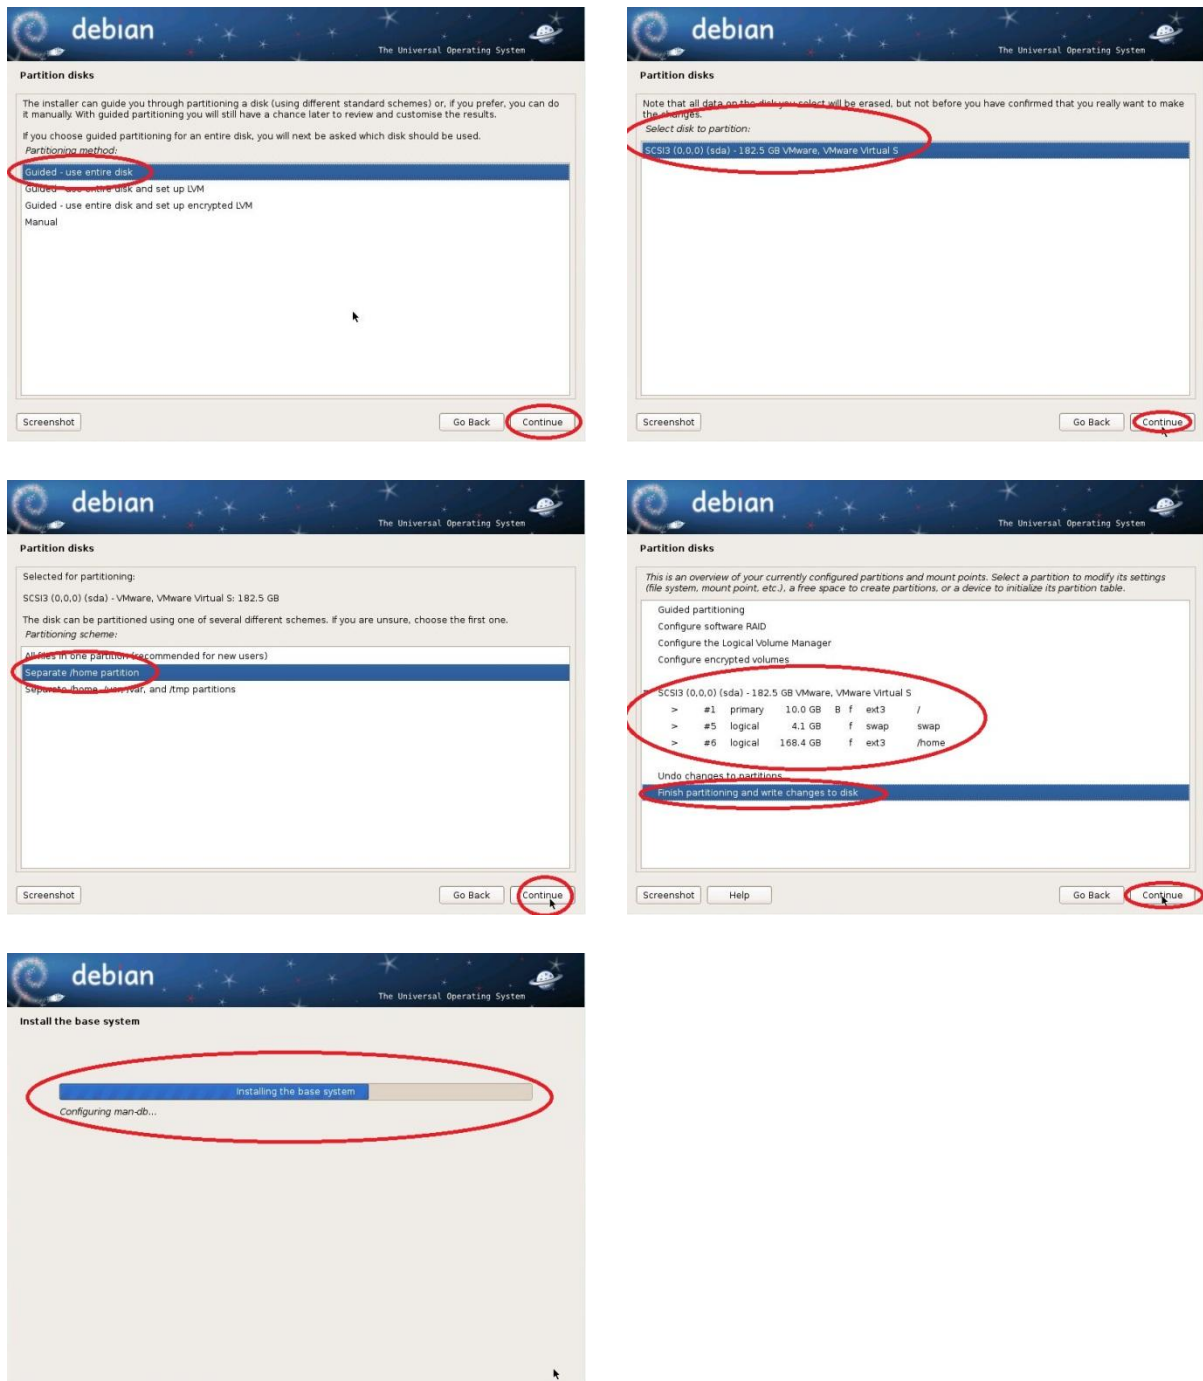 debian
The Universal Operating System
Partition disks
The installer can guide you through partitioning a disk (using different standard schemes) or, if you prefer, you can do
it manually. With guided partitioning you will still have a chance later to review and customise the results.
If you choose guided partitioning for an entire disk, you will next be asked which disk should be used.
Partitioning method:
Guided - use entire disk
Guided - use entire disk and set up LVM
Guided - use entire disk and set up encrypted LVM
Manual
Screenshot
Go Back
Continue
debian
The Universal Operating System
Partition disks
Note that all data on the disk you select will be erased, but not before you have confirmed that you really want to make
the changes.
Select disk to partition:
SCSI3 (0,0,0) (sda) - 182.5 GB VMware, VMware Virtual S
Screenshot
Go Back
Continue
debian
The Universal Operating System
Partition disks
Selected for partitioning:
SCSI3 (0,0,0) (sda) - VMware, VMware Virtual S: 182.5 GB
The disk can be partitioned using one of several different schemes. If you are unsure, choose the first one.
Partitioning scheme:
All files in one partition (recommended for new users)
Separate /home partition
Separate /home, /usr, /var, and /tmp partitions
Screenshot
Go Back
Continue
debian
The Universal Operating System
Partition disks
This is an overview of your currently configured partitions and mount points. Select a partition to modify its settings
(file system, mount point, etc.), a free space to create partitions, or a device to initialize its partition table.
Guided partitioning
Configure software RAID
Configure the Logical Volume Manager
Configure encrypted volumes
SCSI3 (0,0,0) (sda) - 182.5 GB VMware, VMware Virtual S
> #1 primary 10.0 GB B f ext3 /
> #5 logical 4.1 GB f swap swap
> #6 logical 168.4 GB f ext3 /home
Undo changes to partitions
Finish partitioning and write changes to disk
Screenshot
Help
Go Back
Continue
debian
The Universal Operating System
Install the base system
Installing the base system
Configuring man-db...